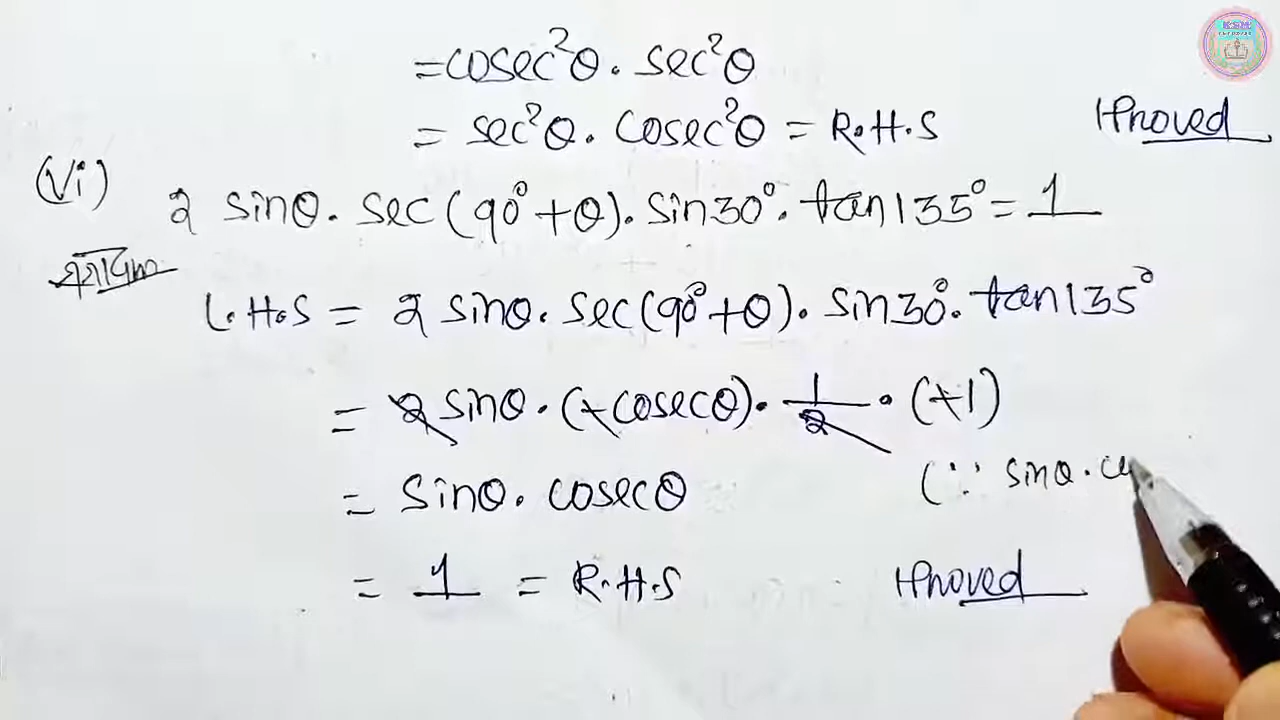 =cosec²θ. sec²θ
= sec²θ. cosec²θ = R.H.S Proved
(vi) 2 sinθ. sec(90°+θ). sin30°. tan135° = 1
L.H.S = 2 sinθ. sec(90°+θ). sin30°. tan135°
= 2 sinθ. (-cosecθ). 1/2 . (-1)
= sinθ. cosecθ (∵ sinθ.
= 1 = R.H.S Proved
KSM